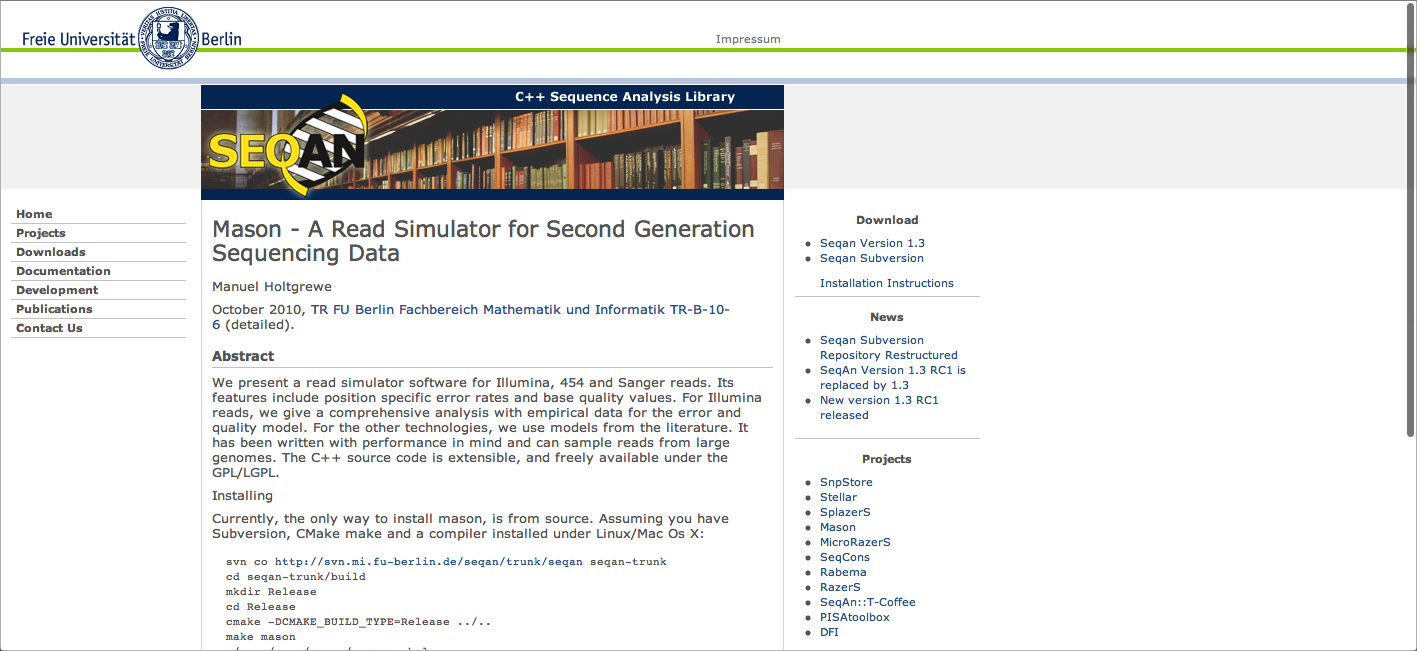 Freie Universität Berlin
Impressum
C++ Sequence Analysis Library
SEQAN
Home
Projects
Downloads
Documentation
Development
Publications
Contact Us
Mason - A Read Simulator for Second Generation
Sequencing Data
Manuel Holtgrewe
October 2010, TR FU Berlin Fachbereich Mathematik und Informatik TR-B-10-
6 (detailed).
Abstract
We present a read simulator software for Illumina, 454 and Sanger reads. Its
features include position specific error rates and base quality values. For Illumina
reads, we give a comprehensive analysis with empirical data for the error and
quality model. For the other technologies, we use models from the literature. It
has been written with performance in mind and can sample reads from large
genomes. The C++ source code is extensible, and freely available under the
GPL/LGPL.
Installing
Currently, the only way to install mason, is from source. Assuming you have
Subversion, CMake make and a compiler installed under Linux/Mac Os X:
svn co http://svn.mi.fu-berlin.de/seqan/trunk/seqan seqan-trunk
cd seqan-trunk/build
mkdir Release
cd Release
cmake -DCMAKE_BUILD_TYPE=Release ../..
make mason
Download
Seqan Version 1.3
Seqan Subversion
Installation Instructions
News
Seqan Subversion
Repository Restructured
SeqAn Version 1.3 RC1 is
replaced by 1.3
New version 1.3 RC1
released
Projects
SnpStore
Stellar
SplazerS
Mason
MicroRazerS
SeqCons
Rabema
RazerS
SeqAn::T-Coffee
PISAtoolbox
DFI